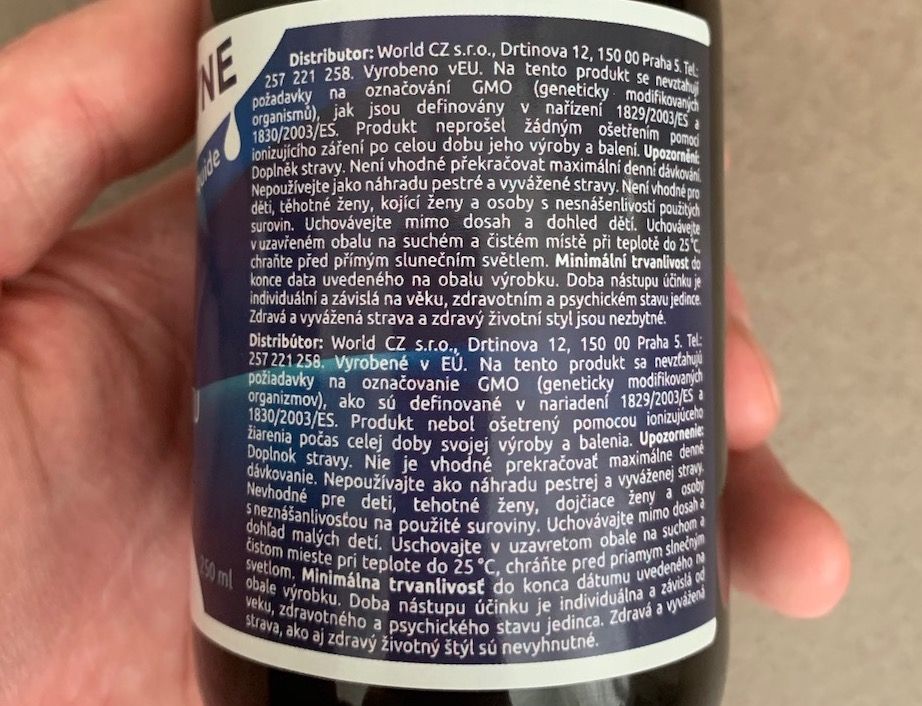 Distributor: World CZ s.r.o., Drtinova 12, 150 00 Praha 5. Tel.:
257 221 258. Vyrobeno vEU. Na tento produkt se nevztahují
požadavky na označování GMO (geneticky modifikovaných
organismů), jak jsou definovány v nařízení 1829/2003/ES a
1830/2003/ES. Produkt neprošel žádným ošetřením pomocí
ionizujícího záření po celou dobu jeho výroby a balení. Upozornění:
Doplněk stravy. Není vhodné překračovat maximální denní dávkování.
Nepoužívejte jako náhradu pestré a vyvážené stravy. Není vhodné pro
děti, těhotné ženy, kojící ženy a osoby s nesnášenlivostí použitých
surovin. Uchovávejte mimo dosah a dohled dětí. Uchovávejte
v uzavřeném obalu na suchém a čistém místě při teplotě do 25°C,
chraňte před přímým slunečním světlem. Minimální trvanlivost do
konce data uvedeného na obalu výrobku. Doba nástupu účinku je
individuální a závislá na věku, zdravotním a psychickém stavu jedince.
Zdravá a vyvážená strava a zdravý životní styl jsou nezbytné.
Distribútor: World CZ s.r.o., Drtinova 12, 150 00 Praha 5. Tel.:
257 221 258. Vyrobené v EÚ. Na tento produkt sa nevzťahujú
požiadavky na označovanie GMO (geneticky modifikovaných
organizmov), ako sú definované v nariadení 1829/2003/ES a
1830/2003/ES. Produkt nebol ošetrený pomocou ionizujúceho
žiarenia počas celej doby svojej výroby a balenia. Upozornenie:
Doplnok stravy. Nie je vhodné prekračovať maximálne denné
dávkovanie. Nepoužívajte ako náhradu pestrej a vyváženej stravy.
Nevhodné pre deti, tehotné ženy, dojčiace ženy a osoby
s neznášanlivosťou na použité suroviny. Uchovávajte mimo dosah a
dohľad malých detí. Uschovajte v uzavretom obale na suchom a
čistom mieste pri teplote do 25 °C, chráňte pred priamym slnečným
svetlom. Minimálna trvanlivosť do konca dátumu uvedeného na
obale výrobku. Doba nástupu účinku je individuálna a závislá od
veku, zdravotného a psychického stavu jedinca. Zdravá a vyvážená
strava, ako aj zdravý životný štýl sú nevyhnutné.
250 ml